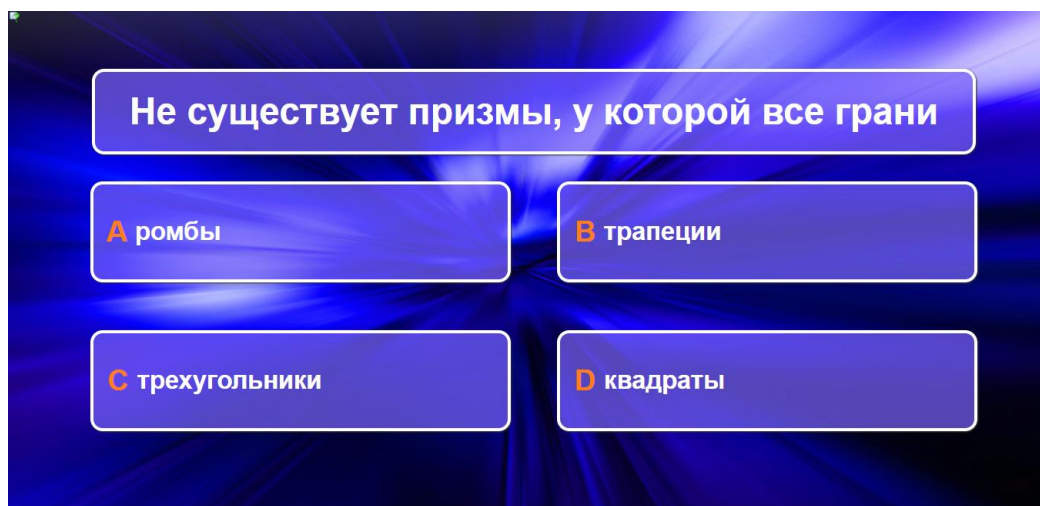 Не существует призмы, у которой все грани
A ромбы
B трапеции
C трехугольники
D квадраты